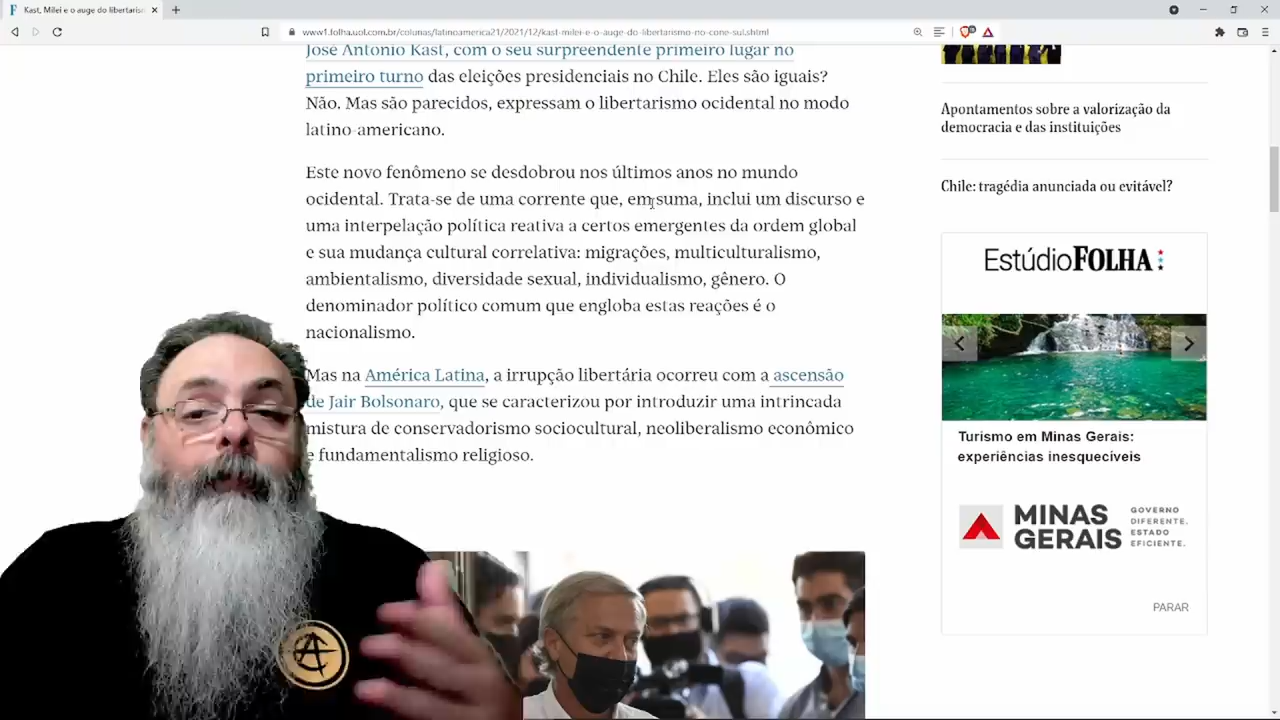 Kast, Milei e o auge do libertarism
www1.folha.uol.com.br/colunas/latinoamerica21/2021/12/kast-milei-e-o-auge-do-libertarismo-no-cone-sul.shtml
José Antonio Kast, com o seu surpreendente primeiro lugar no
primeiro turno das eleições presidenciais no Chile. Eles são iguais?
Não. Mas são parecidos, expressam o libertarismo ocidental no modo
latino-americano.
Este novo fenômeno se desdobrou nos últimos anos no mundo
ocidental. Trata-se de uma corrente que, em suma, inclui um discurso e
uma interpelação política reativa a certos emergentes da ordem global
e sua mudança cultural correlativa: migrações, multiculturalismo,
ambientalismo, diversidade sexual, individualismo, gênero. O
denominador político comum que engloba estas reações é o
nacionalismo.
Mas na América Latina, a irrupção libertária ocorreu com a ascensão
de Jair Bolsonaro, que se caracterizou por introduzir uma intrincada
mistura de conservadorismo sociocultural, neoliberalismo econômico
e fundamentalismo religioso.
Apontamentos sobre a valorização da
democracia e das instituições
Chile: tragédia anunciada ou evitável?
Estúdio FOLHA
Turismo em Minas Gerais:
experiências inesquecíveis
MINAS
GERAIS
GOVERNO
DIFERENTE.
ESTADO
EFICIENTE.
PARAR